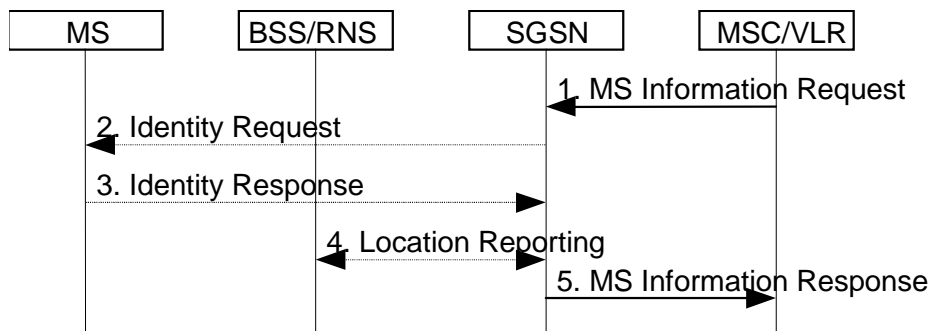 MS
BSS/RNS
SGSN
MSC/VLR
1. MS Information Request
2. Identity Request
3. Identity Response
4. Location Reporting
5. MS Information Response